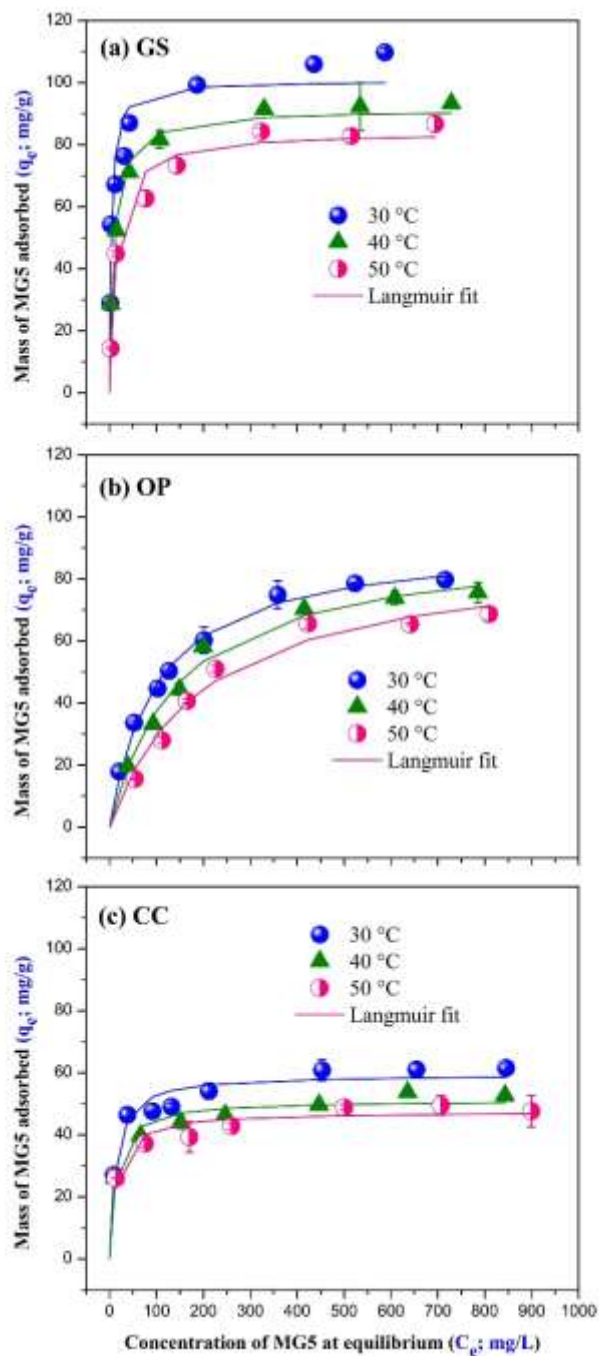 120
(a) GS
100
80
60
40
20
0
30 °C
40 °C
50 °C
Langmuir fit
Mass of MG5 adsorbed (qe; mg/g)
120
(b) OP
100
80
60
40
20
0
30 °C
40 °C
50 °C
Langmuir fit
Mass of MG5 adsorbed (qe; mg/g)
120
(c) CC
100
80
60
40
20
0
30 °C
40 °C
50 °C
Langmuir fit
Mass of MG5 adsorbed (qe; mg/g)
0 100 200 300 400 500 600 700 800 900 1000
Concentration of MG5 at equilibrium (Ce; mg/L)